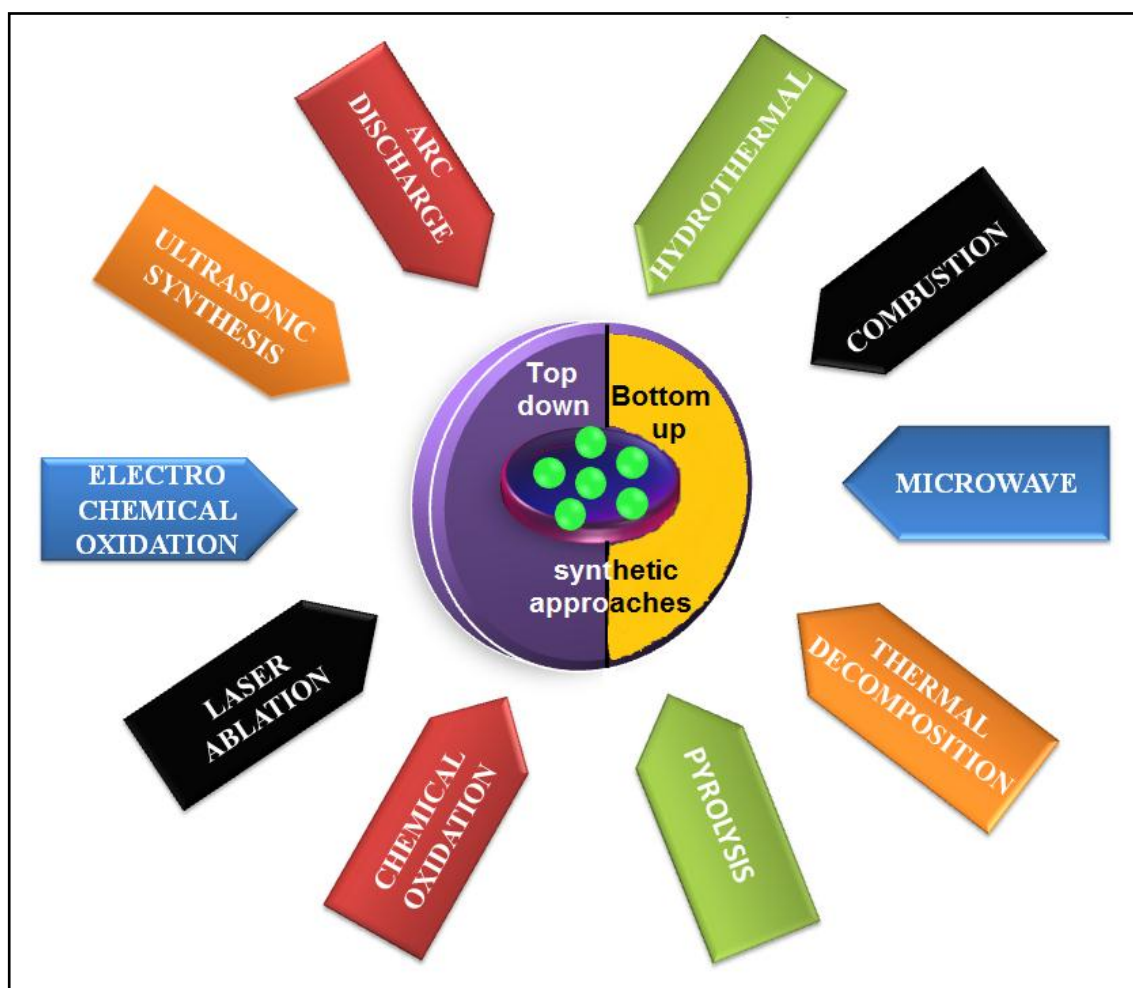 ARC
DISCHARGE
HYDROTHERMAL
ULTRASONIC
SYNTHESIS
COMBUSTION
Top
down
Bottom
up
ELECTRO
CHEMICAL
OXIDATION
MICROWAVE
synthetic
approaches
LASER
ABLATION
THERMAL
DECOMPOSITION
CHEMICAL
OXIDATION
PYROLYSIS